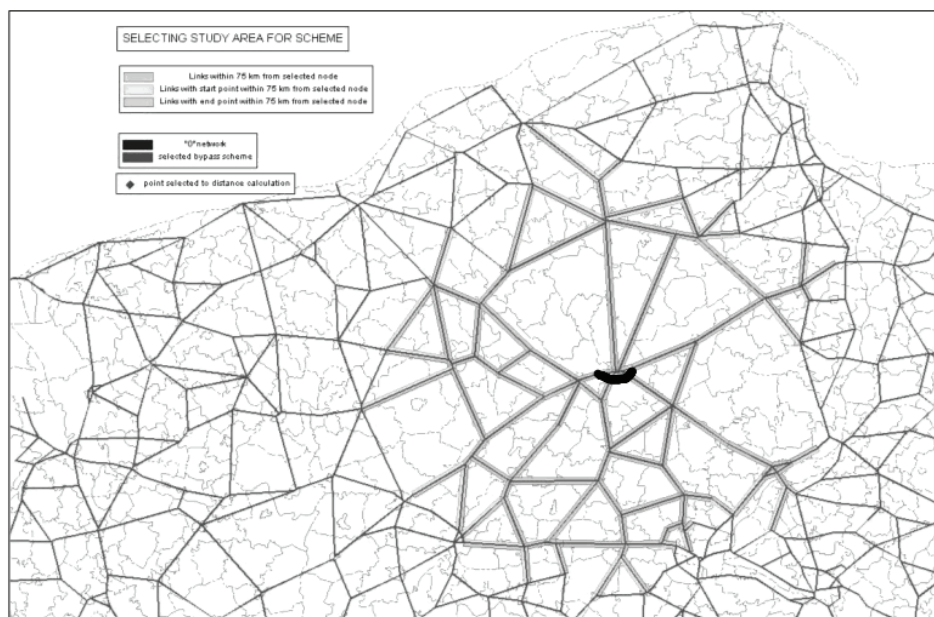 SELECTING STUDY AREA FOR SCHEME
Links within 75 km from selected node
Links with start point within 75 km from selected node
Links with end point within 75 km from selected node
"0" network
selected bypass scheme
point selected to distance calculation